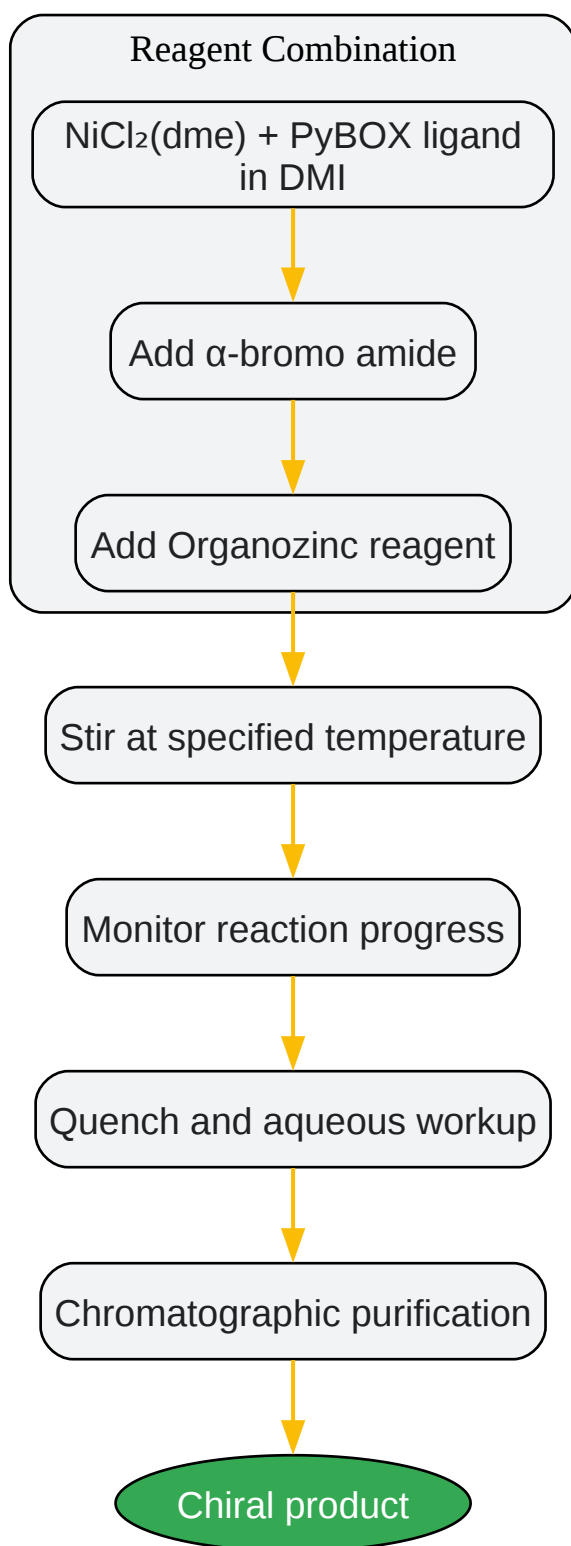 Reagent Combination
NiCl₂(dme) + PyBOX ligand
in DMI
Add α-bromo amide
Add Organozinc reagent
Stir at specified temperature
Monitor reaction progress
Quench and aqueous workup
Chromatographic purification
Chiral product